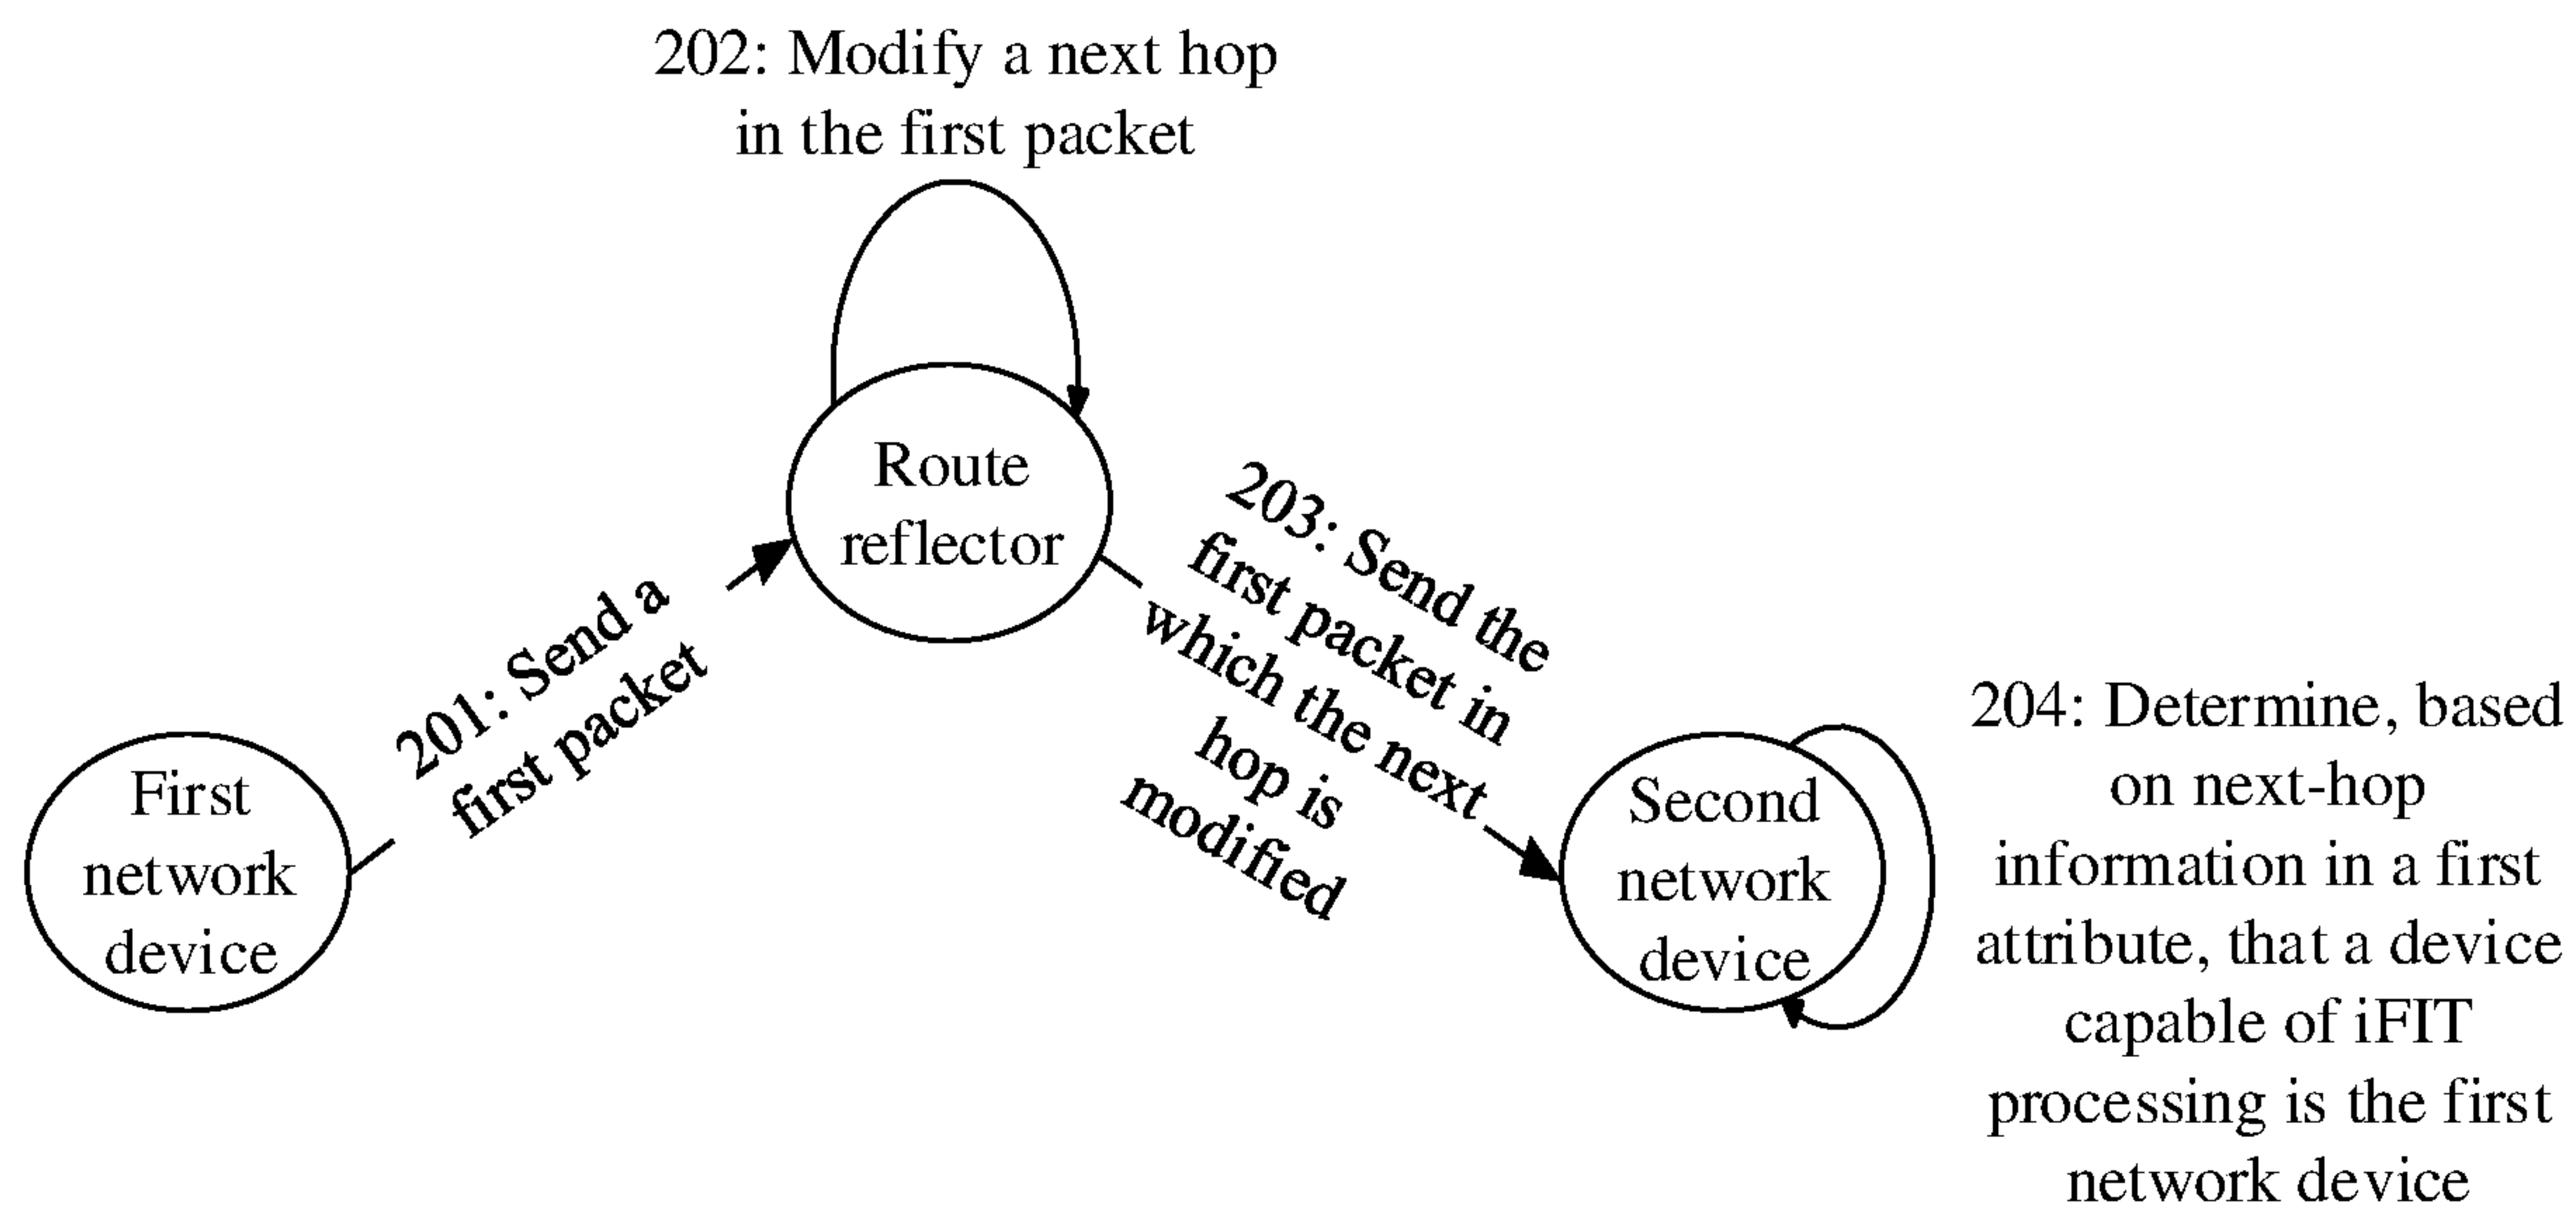 202: Modify a next hop
in the first packet
Route
reflector
201: Send a
first packet
203: Send the
first packet in
which the next
hop is
modified
First
network
device
Second
network
device
204: Determine, based
on next-hop
information in a first
attribute, that a device
capable of iFIT
processing is the first
network device